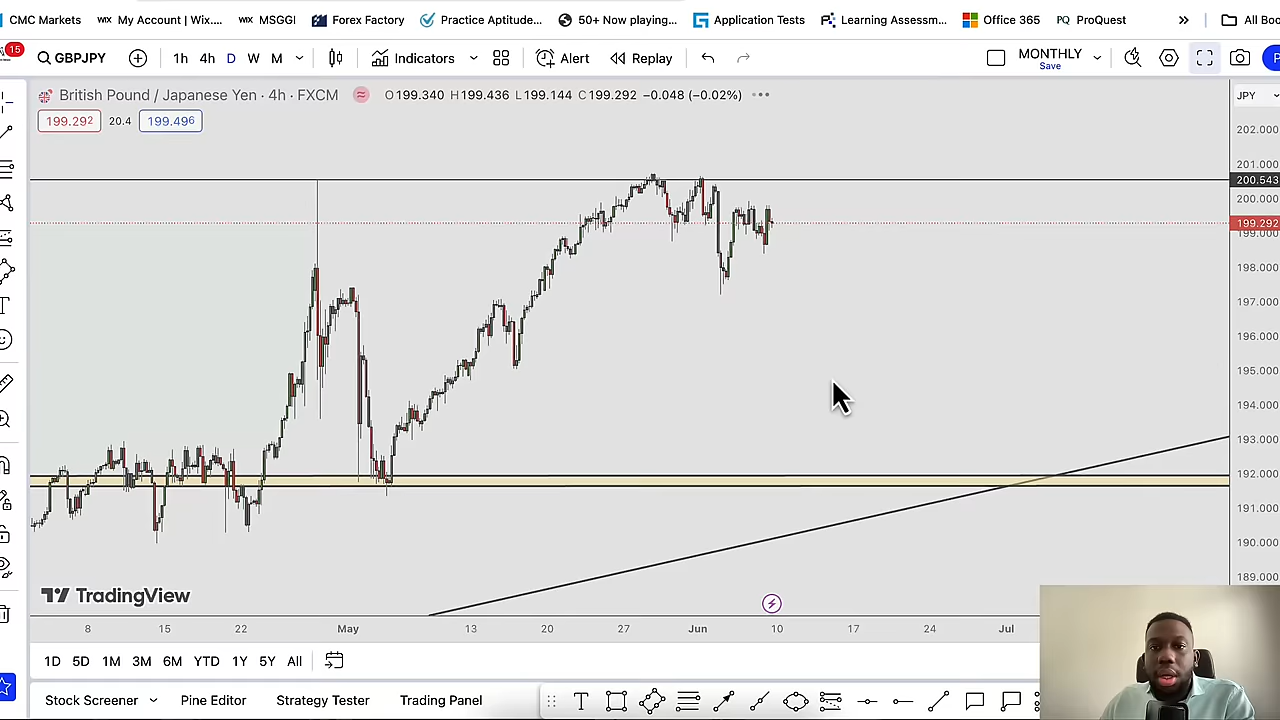 CMC Markets My Account | Wix.... MSGGI Forex Factory Practice Aptitude... 50+ Now playing... Application Tests Learning Assessm... Office 365 ProQuest » All Boo
WIX WIX PQ
15 GBPJPY 1h 4h D W M Indicators Alert Replay MONTHLY
Save
British Pound / Japanese Yen · 4h · FXCM O199.340 H199.436 L199.144 C199.292 −0.048 (−0.02%) JPY
199.292 20.4 199.496
202.000
201.000
200.543
200.000
199.292
199.000
198.000
197.000
196.000
195.000
194.000
193.000
192.000
191.000
190.000
189.000
TradingView
8 15 22 May 13 20 27 Jun 10 17 24 Jul
1D 5D 1M 3M 6M YTD 1Y 5Y All
Stock Screener Pine Editor Strategy Tester Trading Panel